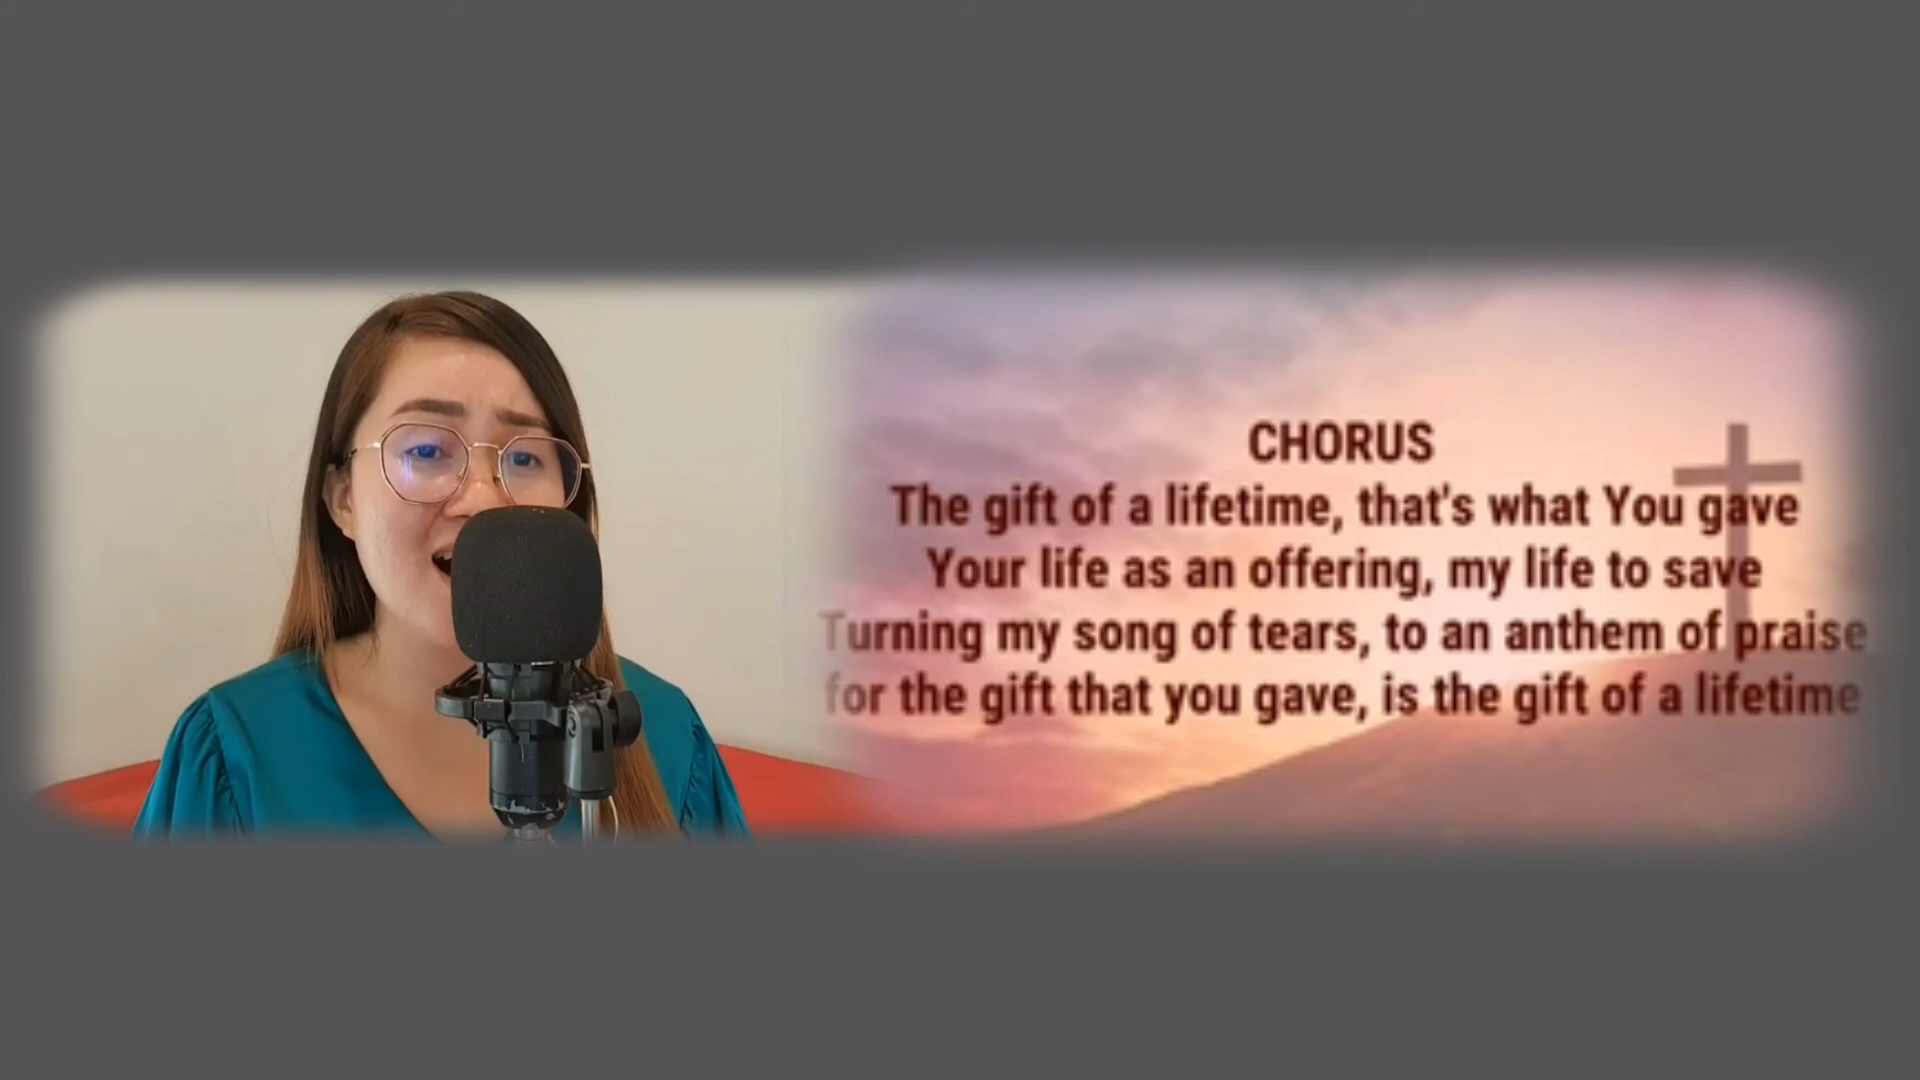 CHORUS
The gift of a lifetime, that's what You gave
Your life as an offering, my life to save
Turning my song of tears, to an anthem of praise
for the gift that you gave, is the gift of a lifetime